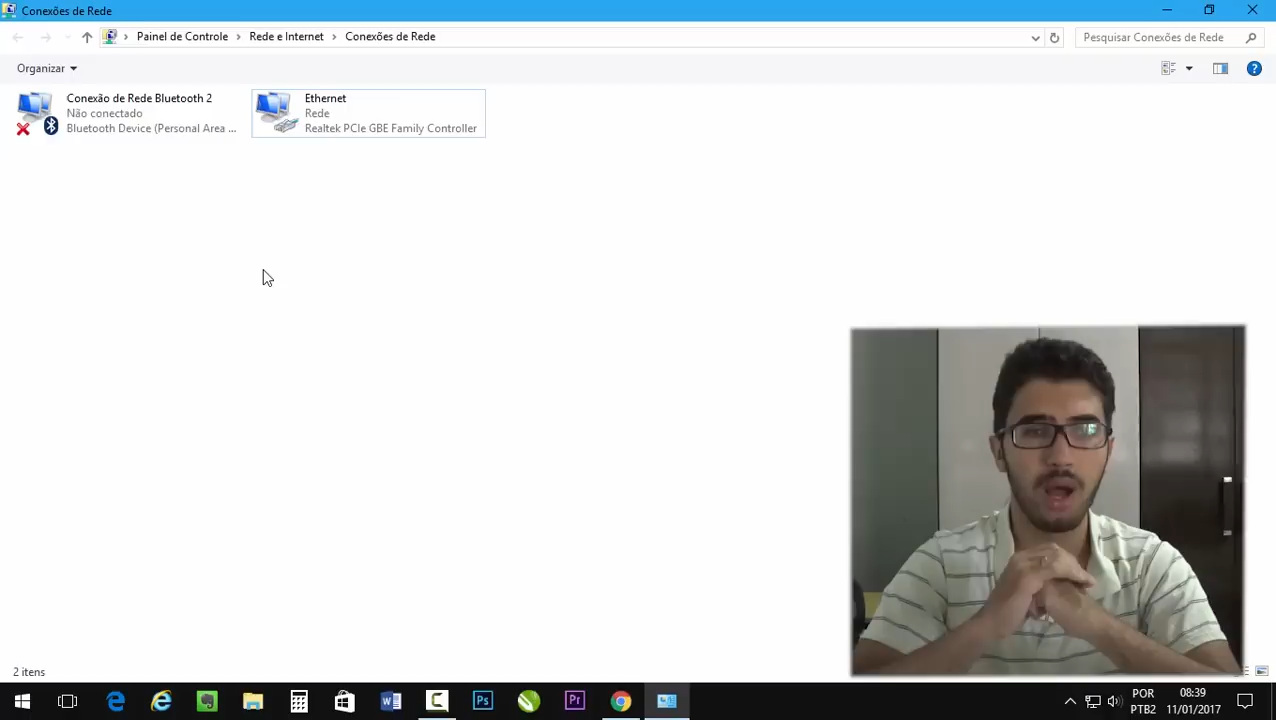 Conexões de Rede
Painel de Controle
Rede e Internet
Conexões de Rede
Pesquisar Conexões de Rede
Organizar
Conexão de Rede Bluetooth 2
Não conectado
Bluetooth Device (Personal Area ...
Ethernet
Rede
Realtek PCIe GBE Family Controller
2 itens
W
Ps
Pr
POR
PTB2
08:39
11/01/2017